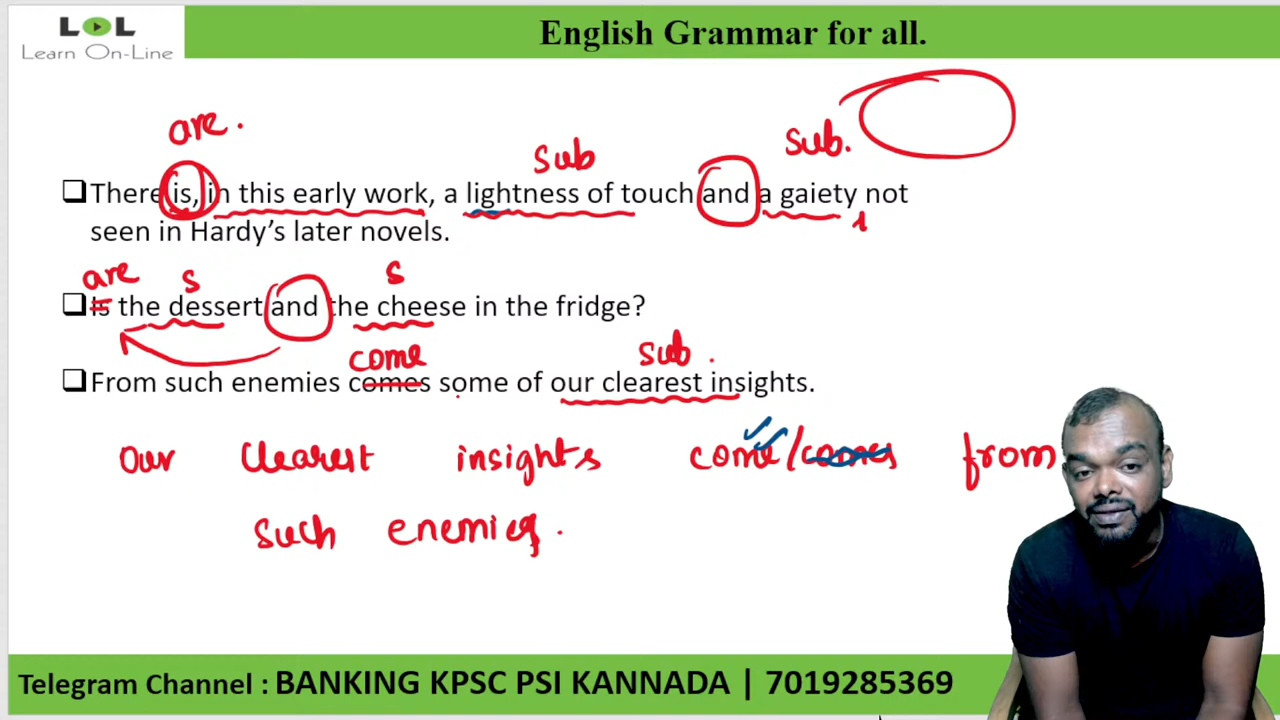 LOL
Learn On-Line
English Grammar for all.
are.
sub
sub.
❑There is, in this early work, a lightness of touch and a gaiety not
seen in Hardy’s later novels.
are s s
❑Is the dessert and the cheese in the fridge?
come sub.
❑From such enemies comes some of our clearest insights.
Our clearest insights come/comes from
such enemies.
Telegram Channel : BANKING KPSC PSI KANNADA | 7019285369